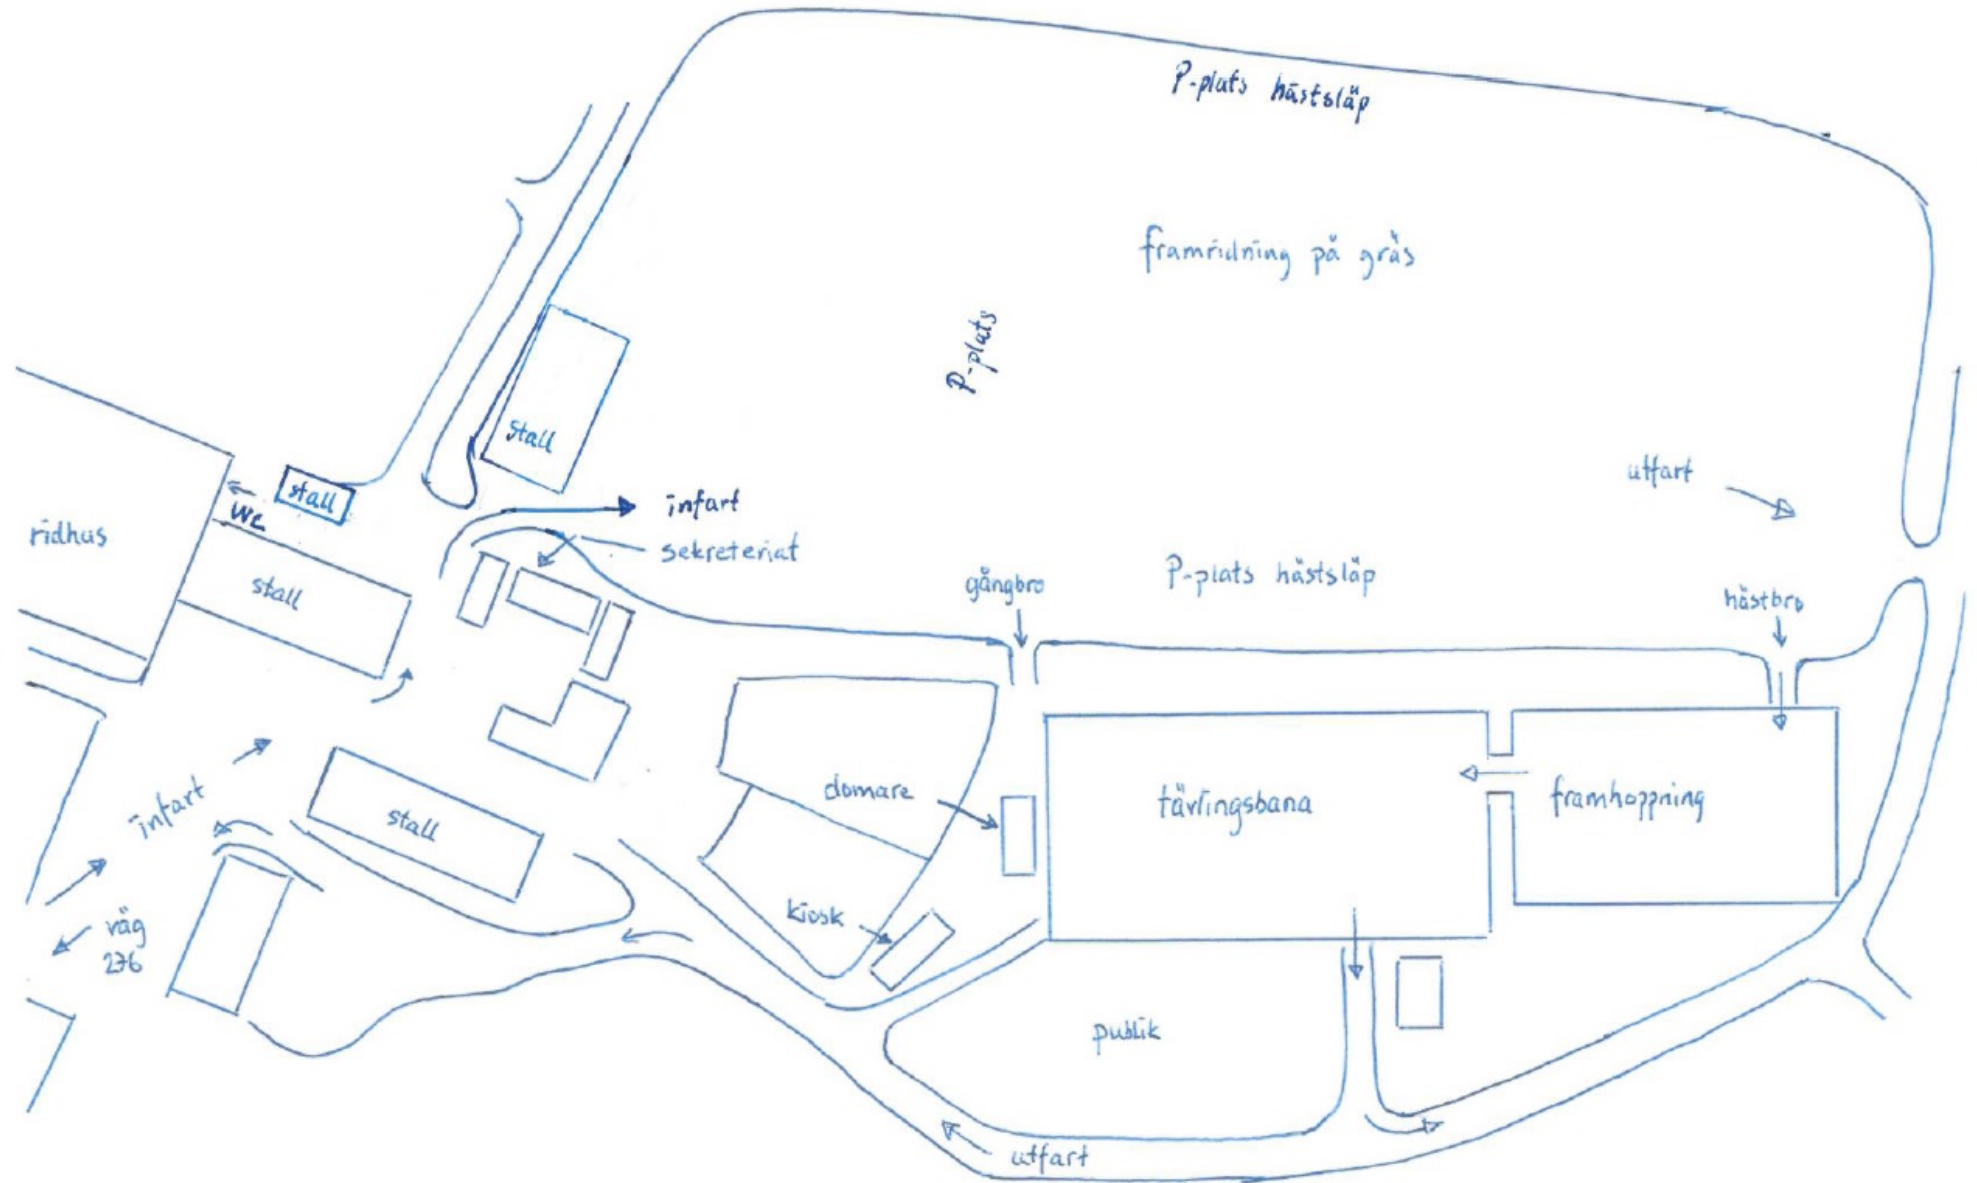 P-plats hästsläp
framridning på gräs
P-plats
stall
utfart
infart
stall
WC
ridhus
sekreteriat
stall
gångbro
P-plats hästsläp
hästbro
domare
tävlingsbana
framhoppning
infart
stall
kiosk
väg
276
publik
utfart